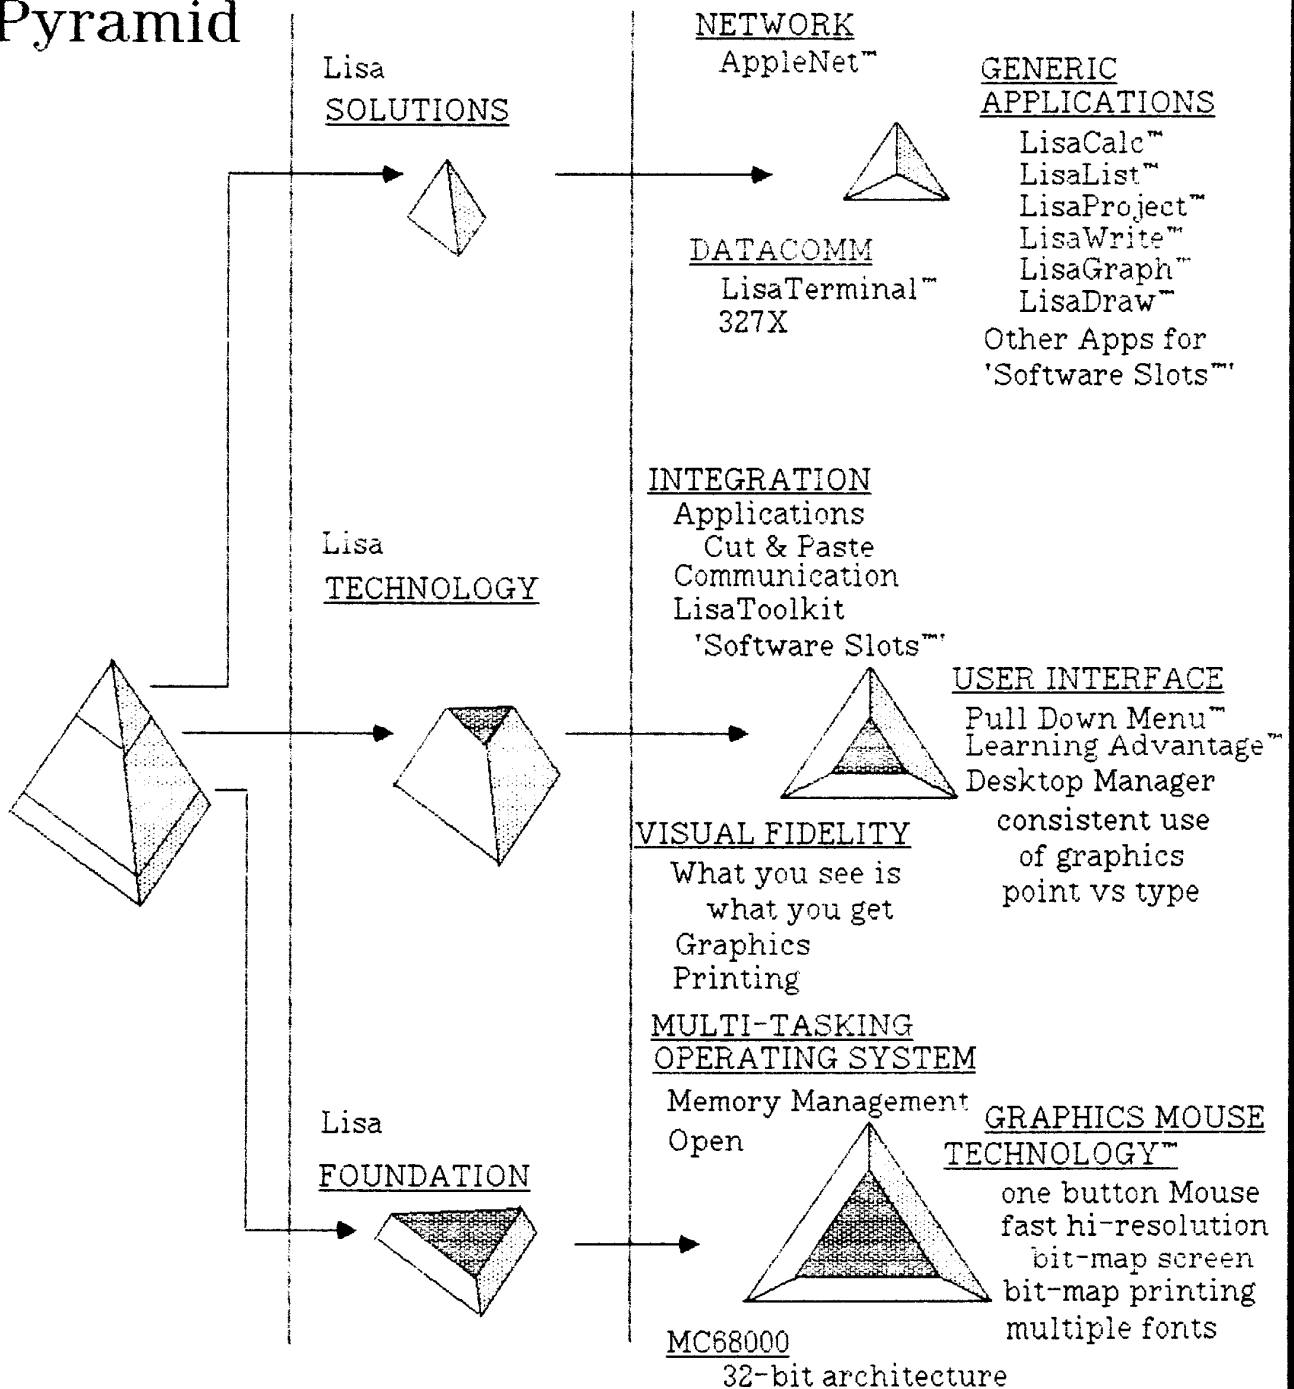 Pyramid
Lisa
SOLUTIONS
NETWORK
AppleNet™
GENERIC
APPLICATIONS
LisaCalc™
LisaList™
LisaProject™
LisaWrite™
LisaGraph™
LisaDraw™
Other Apps for
'Software Slots™'
DATACOMM
LisaTerminal™
327X
Lisa
TECHNOLOGY
INTEGRATION
Applications
Cut & Paste
Communication
LisaToolkit
'Software Slots™'
USER INTERFACE
Pull Down Menu™
Learning Advantage™
Desktop Manager
consistent use
of graphics
point vs type
VISUAL FIDELITY
What you see is
what you get
Graphics
Printing
Lisa
FOUNDATION
MULTI-TASKING
OPERATING SYSTEM
Memory Management
Open
GRAPHICS MOUSE
TECHNOLOGY™
one button Mouse
fast hi-resolution
bit-map screen
bit-map printing
multiple fonts
MC68000
32-bit architecture